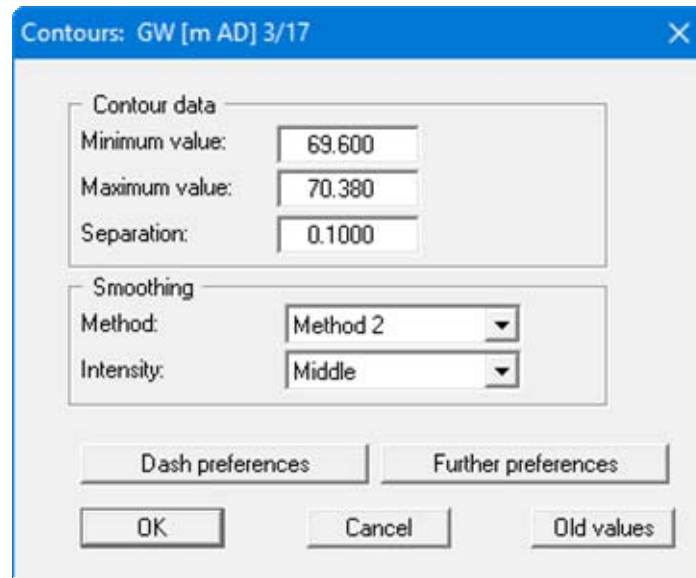 Contours: GW [m AD] 3/17
Contour data
Minimum value: 69.600
Maximum value: 70.380
Separation: 0.1000
Smoothing
Method: Method 2
Intensity: Middle
Dash preferences Further preferences
OK Cancel Old values